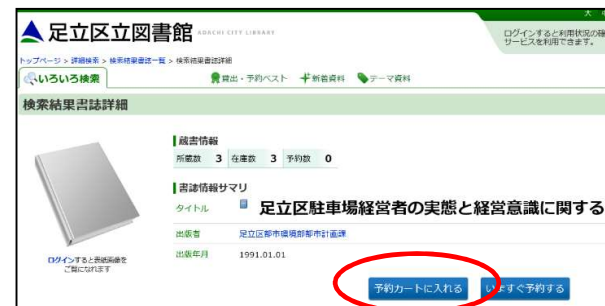 足立区立図書館 ADACHI CITY LIBRARY
大
ログインすると利用状況の確
サービスを利用できます。
トップページ > 詳細検索 > 検索結果書誌一覧 > 検索結果書誌詳細
いろいろ検索
貸出・予約ベスト 新着資料 テーマ資料
検索結果書誌詳細
蔵書情報
所蔵数 3 在庫数 3 予約数 0
書誌情報サマリ
タイトル 足立区駐車場経営者の実態と経営意識に関する
出版者 足立区都市環境部都市計画課
出版年月 1991.01.01
ログインすると表紙画像を
ご覧になれます
予約カートに入れる いますぐ予約する